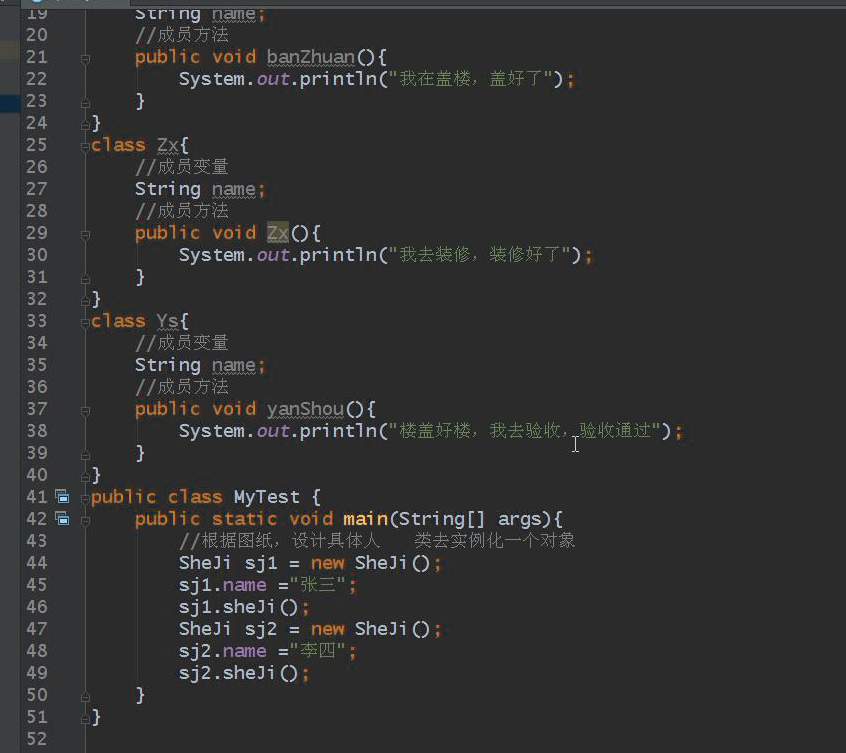 19 String name;
20 //成员方法
21 public void banZhuan(){
22 System.out.println("我在盖楼，盖好了");
23 }
24 }
25 class Zx{
26 //成员变量
27 String name;
28 //成员方法
29 public void Zx(){
30 System.out.println("我去装修，装修好了");
31 }
32 }
33 class Ys{
34 //成员变量
35 String name;
36 //成员方法
37 public void yanShou(){
38 System.out.println("楼盖好楼，我去验收，验收通过");
39 }
40 }
41 public class MyTest {
42 public static void main(String[] args){
43 //根据图纸，设计具体人 类去实例化一个对象
44 SheJi sj1 = new SheJi();
45 sj1.name ="张三";
46 sj1.sheJi();
47 SheJi sj2 = new SheJi();
48 sj2.name ="李四";
49 sj2.sheJi();
50 }
51 }
52